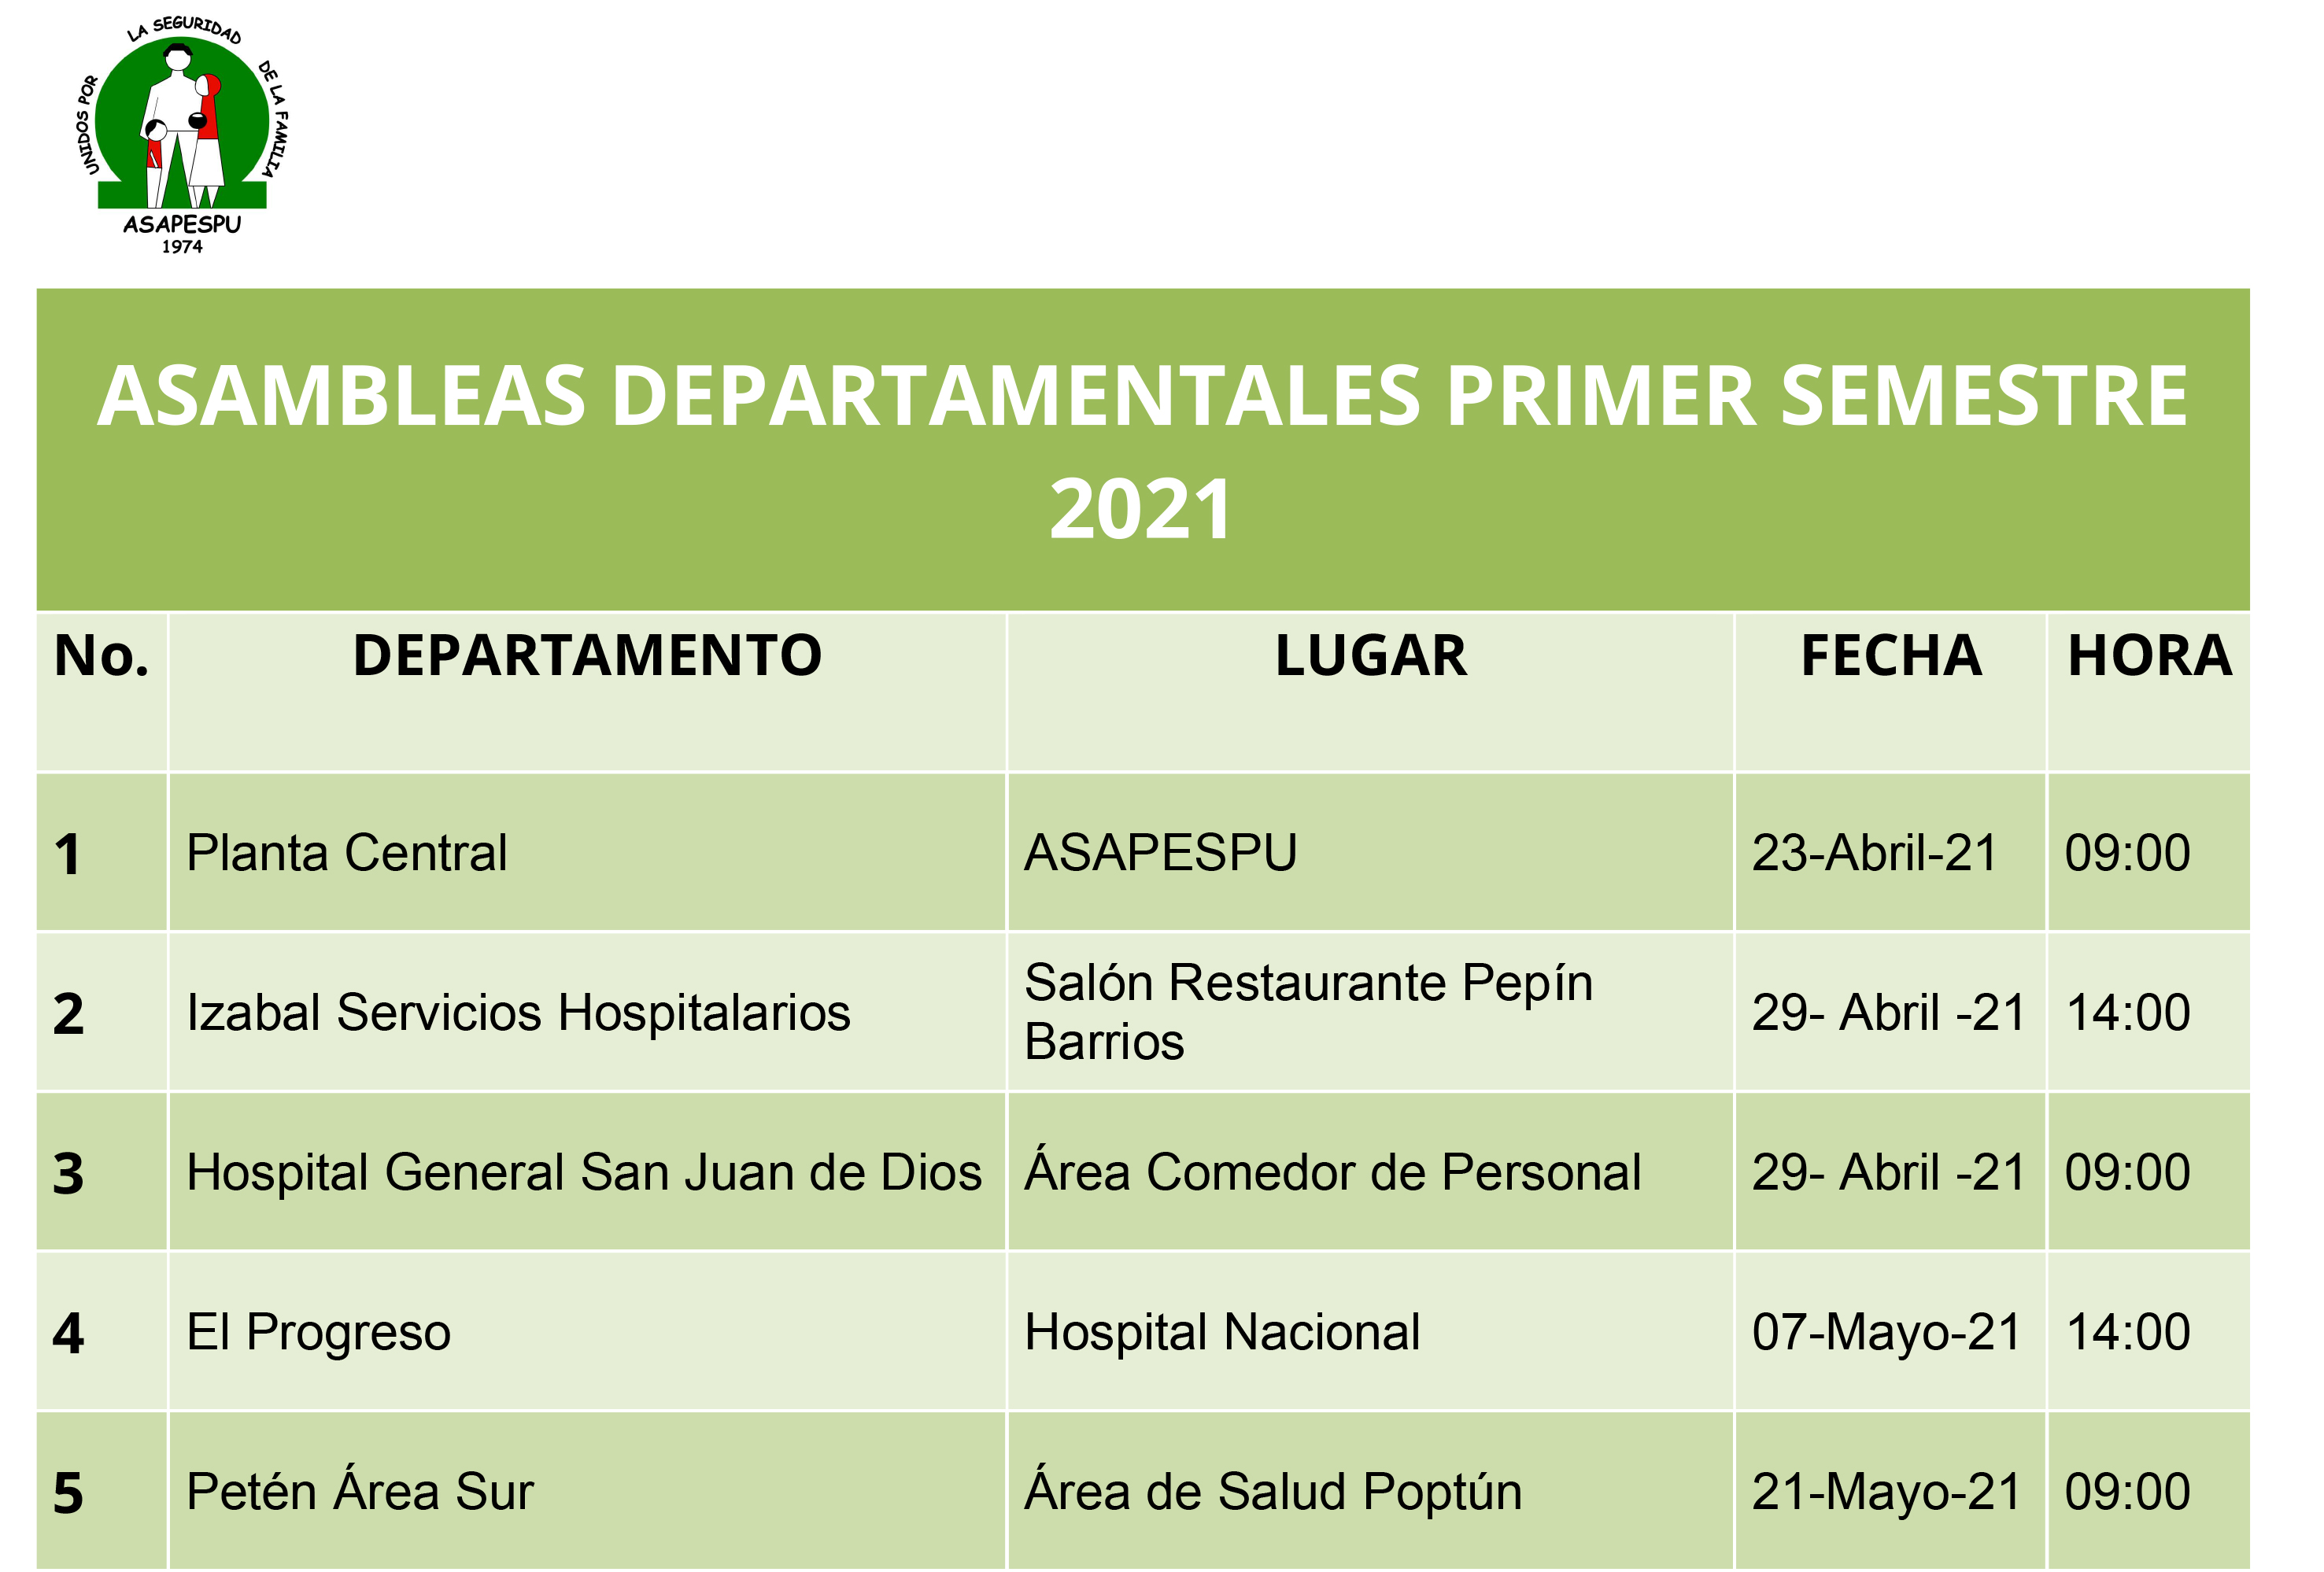 UNIDOS POR LA SEGURIDAD DE LA FAMILIA
ASAPESPU
1974
ASAMBLEAS DEPARTAMENTALES PRIMER SEMESTRE
2021
No. DEPARTAMENTO LUGAR FECHA HORA
1 Planta Central ASAPESPU 23-Abril-21 09:00
2 Izabal Servicios Hospitalarios Salón Restaurante Pepín
Barrios 29- Abril -21 14:00
3 Hospital General San Juan de Dios Área Comedor de Personal 29- Abril -21 09:00
4 El Progreso Hospital Nacional 07-Mayo-21 14:00
5 Petén Área Sur Área de Salud Poptún 21-Mayo-21 09:00